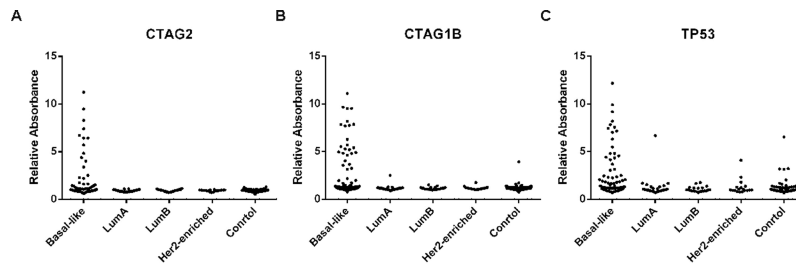 A
CTAG2
Relative Absorbance
15
10
5
0
Basal-like
LumA
LumB
Her2-enriched
Conrtol
B
CTAG1B
Relative Absorbance
15
10
5
0
Basal-like
LumA
LumB
Her2-enriched
Conrtol
C
TP53
Relative Absorbance
15
10
5
0
Basal-like
LumA
LumB
Her2-enriched
Conrtol